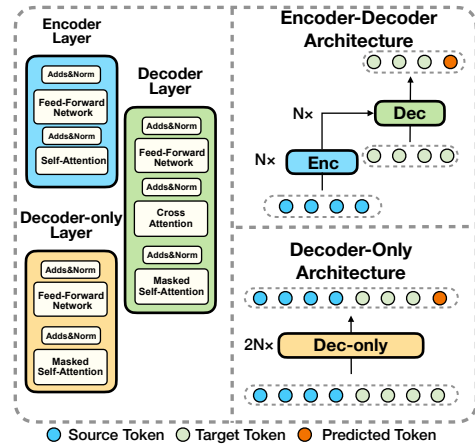 Encoder
Layer
Adds&Norm
Feed-Forward
Network
Adds&Norm
Self-Attention
Decoder
Layer
Adds&Norm
Feed-Forward
Network
Adds&Norm
Cross
Attention
Adds&Norm
Masked
Self-Attention
Decoder-only
Layer
Adds&Norm
Feed-Forward
Network
Adds&Norm
Masked
Self-Attention
Encoder-Decoder
Architecture
N×
Dec
N×
Enc
Decoder-Only
Architecture
2N×
Dec-only
Source Token
Target Token
Predicted Token